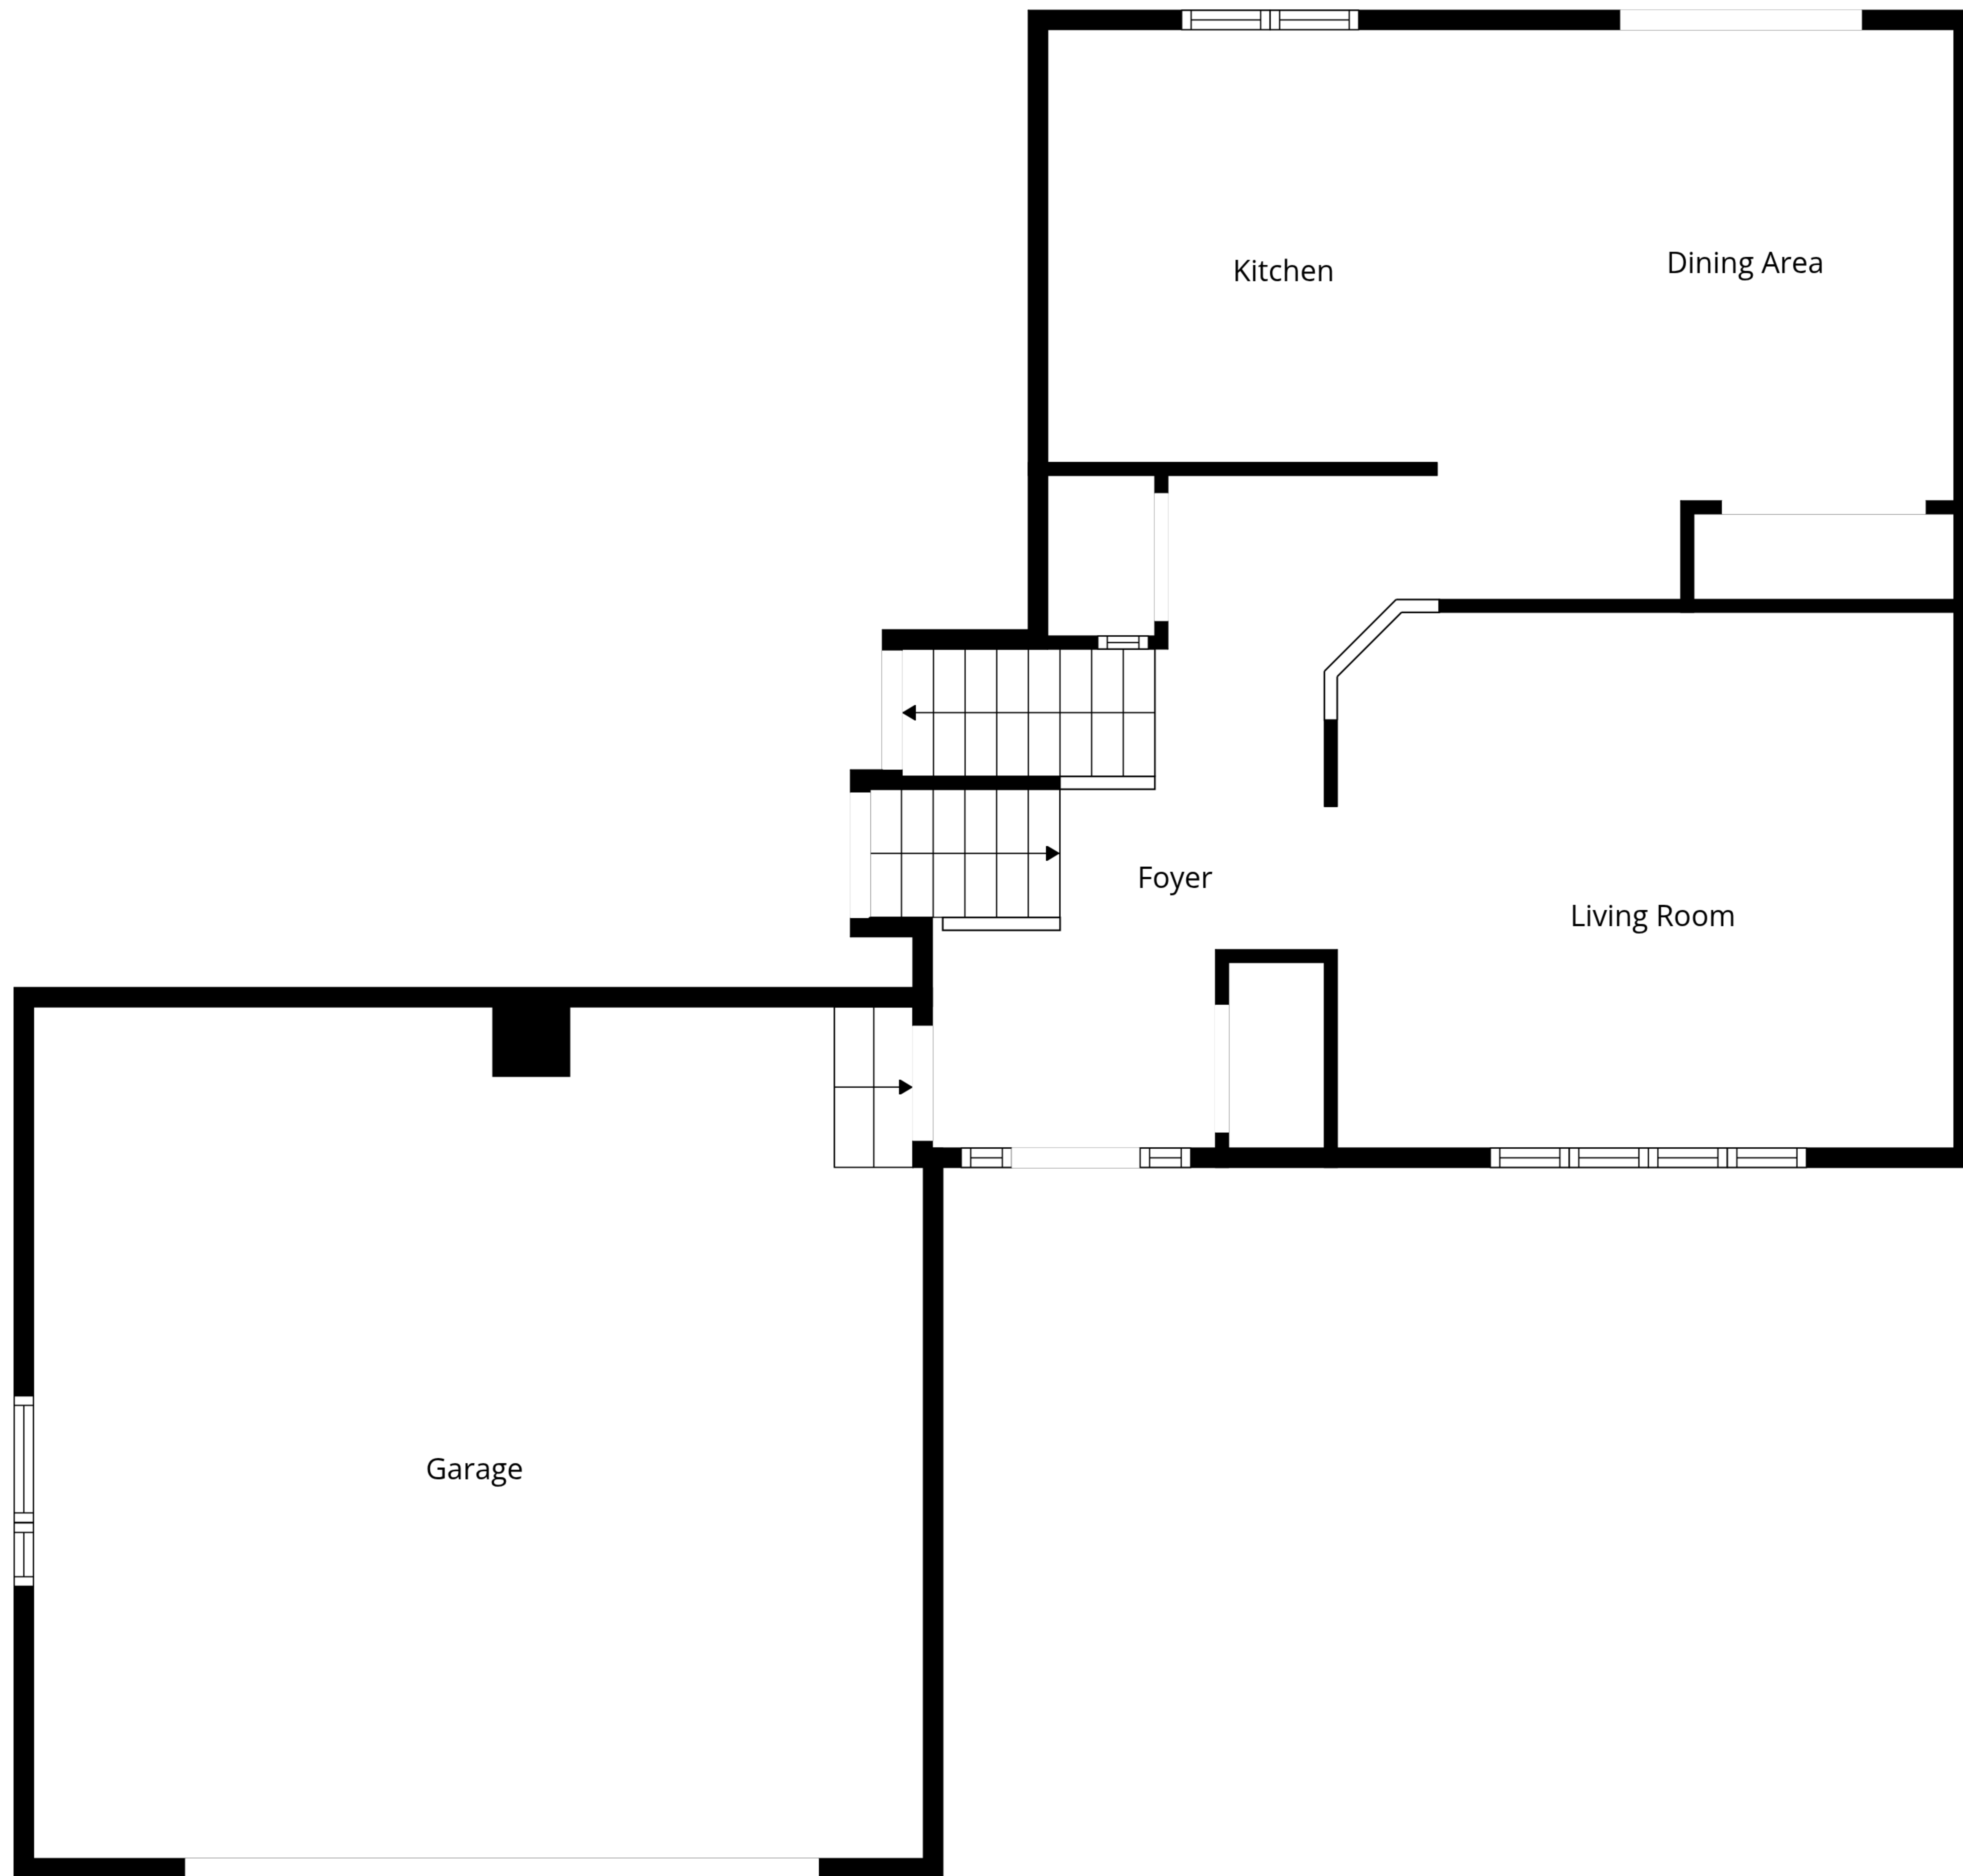 Kitchen
Dining Area
Foyer
Living Room
Garage